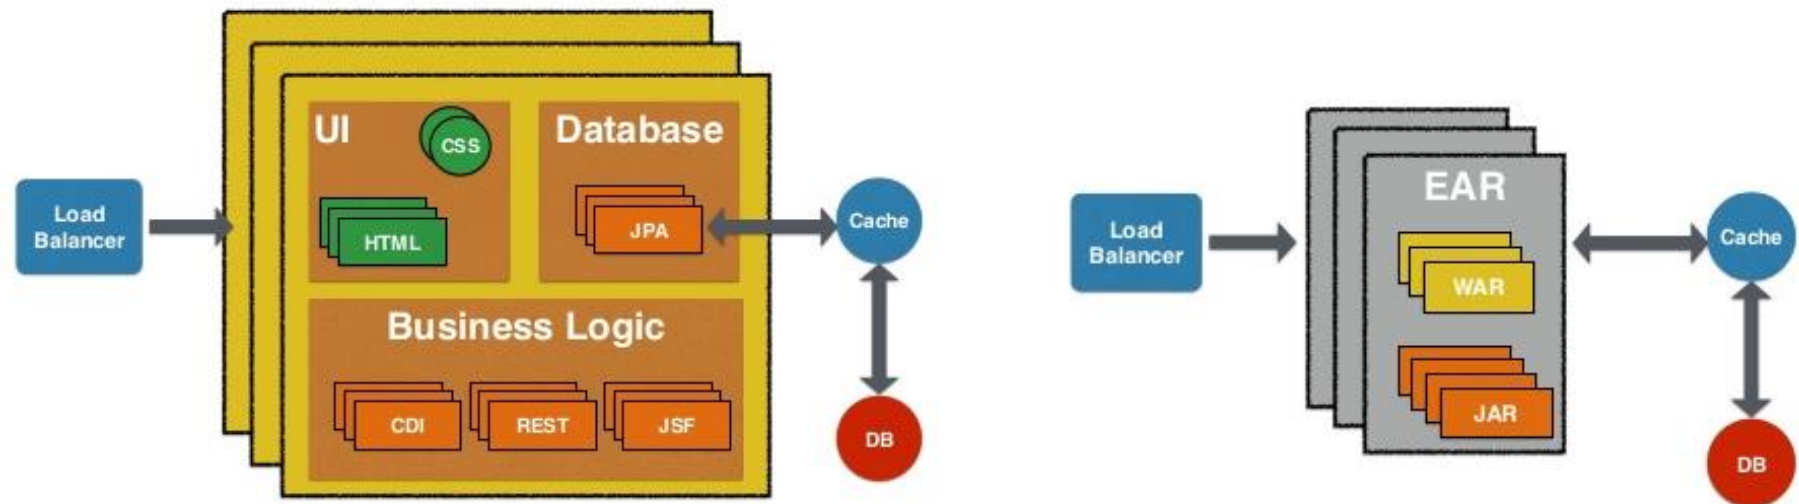 Load
Balancer
UI
CSS
HTML
Database
JPA
Business Logic
CDI
REST
JSF
Cache
DB
Load
Balancer
EAR
WAR
JAR
Cache
DB